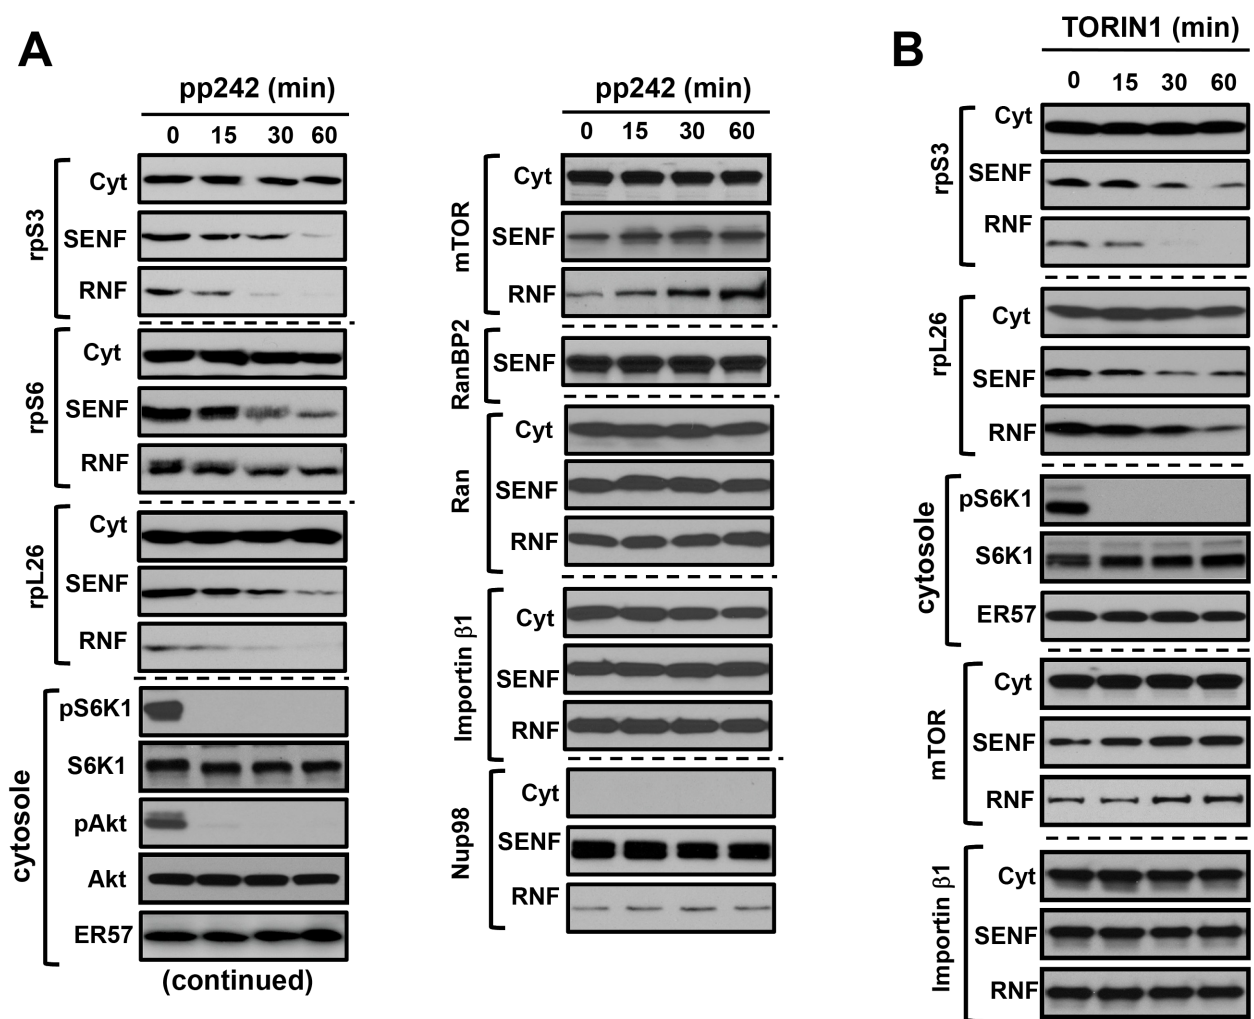 A
pp242 (min)
0 15 30 60
rpS3
Cyt
SENF
RNF
rpS6
Cyt
SENF
RNF
rpL26
Cyt
SENF
RNF
cytosole
pS6K1
S6K1
pAkt
Akt
ER57
(continued)
pp242 (min)
0 15 30 60
mTOR
Cyt
SENF
RNF
RanBP2
SENF
Ran
Cyt
SENF
RNF
Importin β1
Cyt
SENF
RNF
Nup98
Cyt
SENF
RNF
B
TORIN1 (min)
0 15 30 60
rpS3
Cyt
SENF
RNF
rpL26
Cyt
SENF
RNF
cytosole
pS6K1
S6K1
ER57
mTOR
Cyt
SENF
RNF
Importin β1
Cyt
SENF
RNF